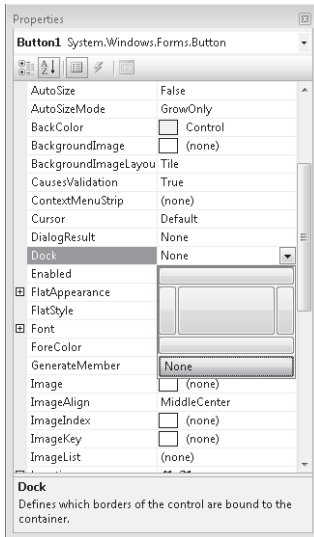 Properties
Button1 System.Windows.Forms.Button
AutoSize False
AutoSizeMode GrowOnly
BackColor Control
BackgroundImage (none)
BackgroundImageLayou Tile
CausesValidation True
ContextMenuStrip (none)
Cursor Default
DialogResult None
Dock None
Enabled
FlatAppearance
FlatStyle
Font
ForeColor
GenerateMember None
Image (none)
ImageAlign MiddleCenter
ImageIndex (none)
ImageKey (none)
ImageList (none)
Dock
Defines which borders of the control are bound to the
container.